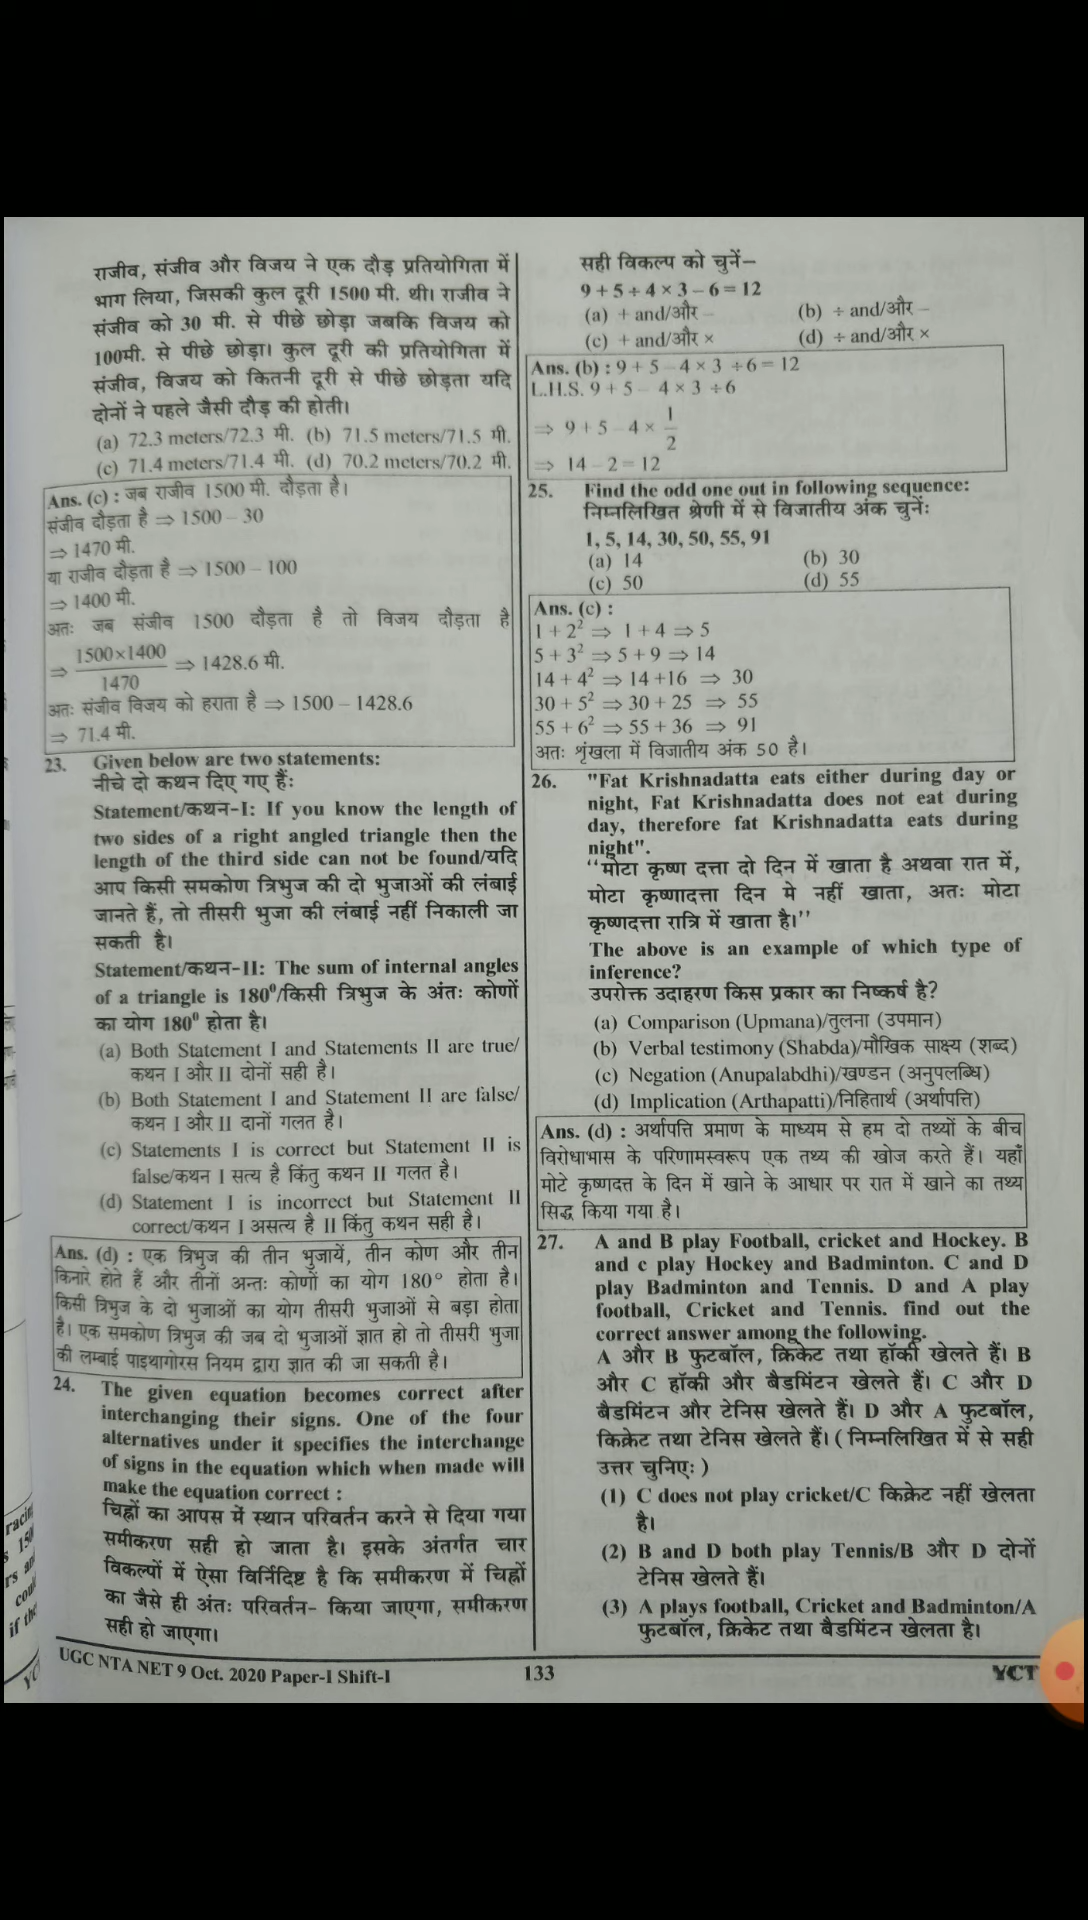 राजीव, संजीव और विजय ने एक दौड़ प्रतियोगिता में
भाग लिया, जिसकी कुल दूरी 1500 मी. थी। राजीव ने
संजीव को 30 मी. से पीछे छोड़ा जबकि विजय को
100मी. से पीछे छोड़ा। कुल दूरी की प्रतियोगिता में
संजीव, विजय को कितनी दूरी से पीछे छोड़ता यदि
दोनों ने पहले जैसी दौड़ की होती।
(a) 72.3 meters/72.3 मी. (b) 71.5 meters/71.5 मी.
(c) 71.4 meters/71.4 मी. (d) 70.2 meters/70.2 मी.
Ans. (c) : जब राजीव 1500 मी. दौड़ता है।
संजीव दौड़ता है ⇒ 1500 – 30
⇒ 1470 मी.
या राजीव दौड़ता है ⇒ 1500 – 100
⇒ 1400 मी.
अतः जब संजीव 1500 दौड़ता है तो विजय दौड़ता है
⇒ 1500×1400 / 1470 ⇒ 1428.6 मी.
अतः संजीव विजय को हराता है ⇒ 1500 – 1428.6
⇒ 71.4 मी.
23. Given below are two statements:
नीचे दो कथन दिए गए हैंः
Statement/कथन-I: If you know the length of
two sides of a right angled triangle then the
length of the third side can not be found/यदि
आप किसी समकोण त्रिभुज की दो भुजाओं की लंबाई
जानते हैं, तो तीसरी भुजा की लंबाई नहीं निकाली जा
सकती है।
Statement/कथन-II: The sum of internal angles
of a triangle is 180⁰/किसी त्रिभुज के अंतः कोणों
का योग 180⁰ होता है।
(a) Both Statement I and Statements II are true/
कथन I और II दोनों सही है।
(b) Both Statement I and Statement II are false/
कथन I और II दानों गलत है।
(c) Statements I is correct but Statement II is
false/कथन I सत्य है किंतु कथन II गलत है।
(d) Statement I is incorrect but Statement II
correct/कथन I असत्य है II किंतु कथन सही है।
Ans. (d) : एक त्रिभुज की तीन भुजायें, तीन कोण और तीन
किनारे होते हैं और तीनों अन्तः कोणों का योग 180° होता है।
किसी त्रिभुज के दो भुजाओं का योग तीसरी भुजाओं से बड़ा होता
है। एक समकोण त्रिभुज की जब दो भुजाओं ज्ञात हो तो तीसरी भुजा
की लम्बाई पाइथागोरस नियम द्वारा ज्ञात की जा सकती है।
24. The given equation becomes correct after
interchanging their signs. One of the four
alternatives under it specifies the interchange
of signs in the equation which when made will
make the equation correct :
चिह्नों का आपस में स्थान परिवर्तन करने से दिया गया
समीकरण सही हो जाता है। इसके अंतर्गत चार
विकल्पों में ऐसा विर्निदिष्ट है कि समीकरण में चिह्नों
का जैसे ही अंतः परिवर्तन- किया जाएगा, समीकरण
सही हो जाएगा।
सही विकल्प को चुनें–
9 + 5 ÷ 4 × 3 – 6 = 12
(a) + and/और – (b) ÷ and/और –
(c) + and/और × (d) ÷ and/और ×
Ans. (b) : 9 + 5 – 4 × 3 ÷ 6 = 12
L.H.S. 9 + 5 – 4 × 3 ÷ 6
⇒ 9 + 5 – 4 × 1/2
⇒ 14 – 2 = 12
25. Find the odd one out in following sequence:
निम्नलिखित श्रेणी में से विजातीय अंक चुनेंः
1, 5, 14, 30, 50, 55, 91
(a) 14 (b) 30
(c) 50 (d) 55
Ans. (c) :
1 + 2² ⇒ 1 + 4 ⇒ 5
5 + 3² ⇒ 5 + 9 ⇒ 14
14 + 4² ⇒ 14 +16 ⇒ 30
30 + 5² ⇒ 30 + 25 ⇒ 55
55 + 6² ⇒ 55 + 36 ⇒ 91
अतः शृंखला में विजातीय अंक 50 है।
26. "Fat Krishnadatta eats either during day or
night, Fat Krishnadatta does not eat during
day, therefore fat Krishnadatta eats during
night".
‘‘मोटा कृष्ण दत्ता दो दिन में खाता है अथवा रात में,
मोटा कृष्णादत्ता दिन मे नहीं खाता, अतः मोटा
कृष्णदत्ता रात्रि में खाता है।’’
The above is an example of which type of
inference?
उपरोक्त उदाहरण किस प्रकार का निष्कर्ष है?
(a) Comparison (Upmana)/तुलना (उपमान)
(b) Verbal testimony (Shabda)/मौखिक साक्ष्य (शब्द)
(c) Negation (Anupalabdhi)/खण्डन (अनुपलब्धि)
(d) Implication (Arthapatti)/निहितार्थ (अर्थापत्ति)
Ans. (d) : अर्थापत्ति प्रमाण के माध्यम से हम दो तथ्यों के बीच
विरोधाभास के परिणामस्वरूप एक तथ्य की खोज करते हैं। यहाँ
मोटे कृष्णदत्त के दिन में खाने के आधार पर रात में खाने का तथ्य
सिद्ध किया गया है।
27. A and B play Football, cricket and Hockey. B
and c play Hockey and Badminton. C and D
play Badminton and Tennis. D and A play
football, Cricket and Tennis. find out the
correct answer among the following.
A और B फुटबॉल, क्रिकेट तथा हॉकी खेलते हैं। B
और C हॉकी और बैडमिंटन खेलते हैं। C और D
बैडमिंटन और टेनिस खेलते हैं। D और A फुटबॉल,
किक्रेट तथा टेनिस खेलते हैं। ( निम्नलिखित में से सही
उत्तर चुनिएः )
(1) C does not play cricket/C किक्रेट नहीं खेलता
है।
(2) B and D both play Tennis/B और D दोनों
टेनिस खेलते हैं।
(3) A plays football, Cricket and Badminton/A
फुटबॉल, क्रिकेट तथा बैडमिंटन खेलता है।
UGC NTA NET 9 Oct. 2020 Paper-I Shift-I 133 YCT